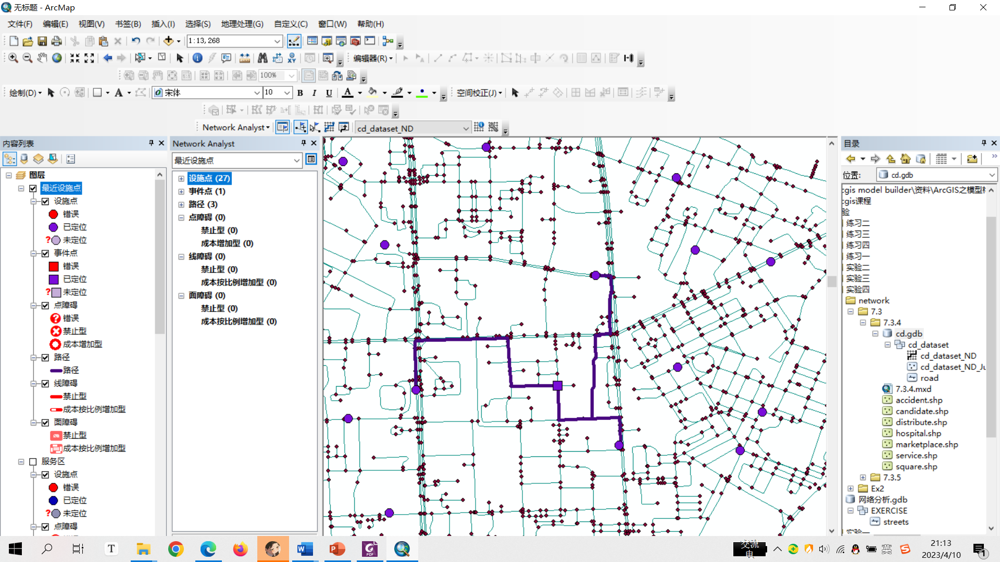 无标题 - ArcMap
文件(F) 编辑(E) 视图(V) 书签(B) 插入(I) 选择(S) 地理处理(G) 自定义(C) 窗口(W) 帮助(H)
1:13,268
编辑器(R)
100%
绘制(D) 宋体 10 B I U A 空间校正(J)
Network Analyst cd_dataset_ND
内容列表
图层
最近设施点
设施点
错误
已定位
未定位
事件点
错误
已定位
未定位
点障碍
错误
禁止型
成本增加型
路径
路径
线障碍
禁止型
成本按比例增加型
面障碍
禁止型
成本按比例增加型
服务区
设施点
错误
已定位
未定位
点障碍
Network Analyst
最近设施点
设施点 (27)
事件点 (1)
路径 (3)
点障碍 (0)
禁止型 (0)
成本增加型 (0)
线障碍 (0)
禁止型 (0)
成本按比例增加型 (0)
面障碍 (0)
禁止型 (0)
成本按比例增加型 (0)
目录
位置: cd.gdb
cgis model builder\资料\ArcGIS之模型
cgis课程
验
练习二
练习三
练习四
练习一
实验二
实验三
实验四
network
7.3
7.3.4
cd.gdb
cd_dataset
cd_dataset_ND
cd_dataset_ND_Ju
road
7.3.4.mxd
accident.shp
candidate.shp
distribute.shp
hospital.shp
marketplace.shp
service.shp
square.shp
7.3.5
Ex2
网络分析.gdb
EXERCISE
streets
实验一
交流电
英
21:13
2023/4/10
1